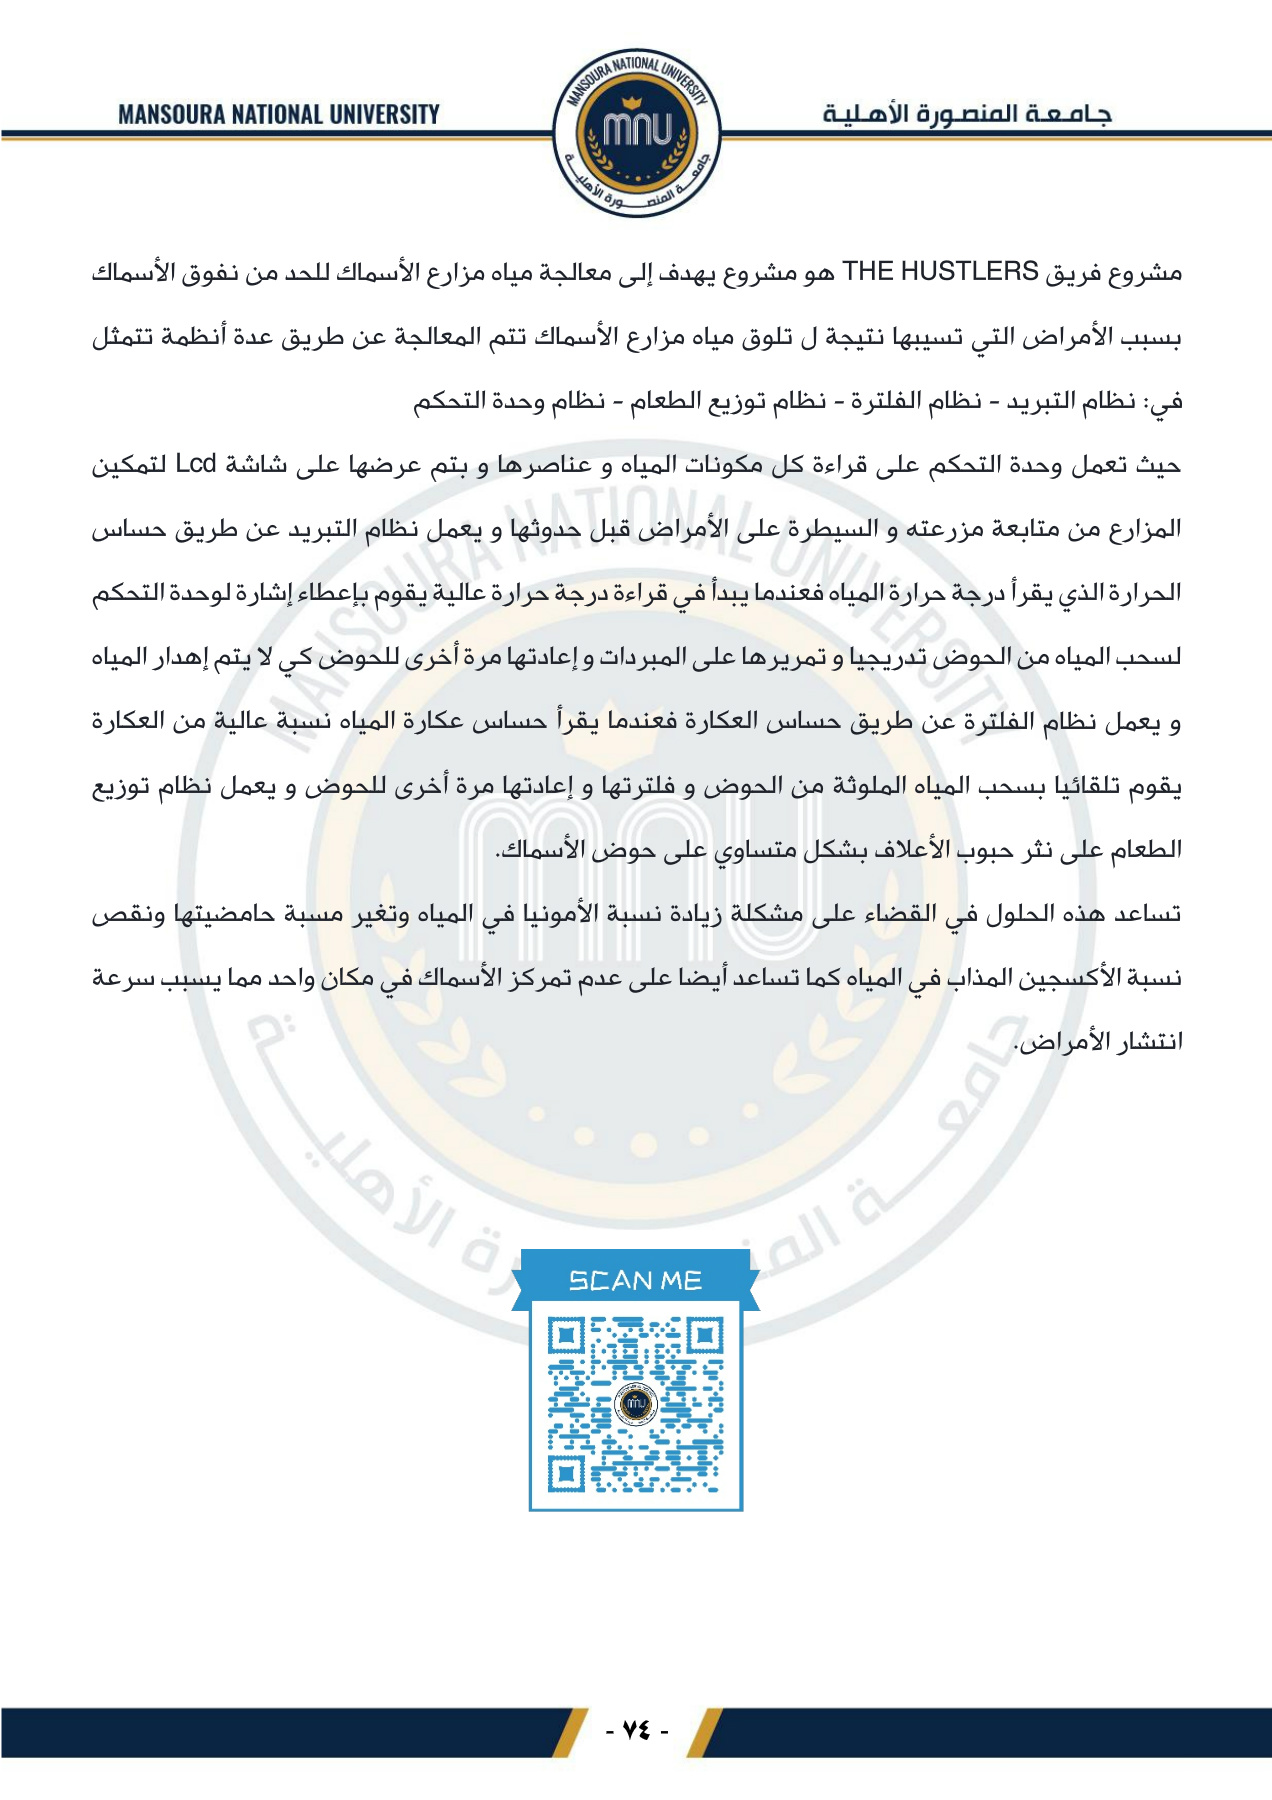 MANSOURA NATIONAL UNIVERSITY
جامعة المنصورة الأهلية
MANSOURA NATIONAL UNIVERSITY
mnu
جامعة المنصورة الأهلية
مشروع فريق THE HUSTLERS هو مشروع يهدف إلى معالجة مياه مزارع الأسماك للحد من نفوق الأسماك
بسبب الأمراض التي تسيبها نتيجة ل تلوق مياه مزارع الأسماك تتم المعالجة عن طريق عدة أنظمة تتمثل
في: نظام التبريد - نظام الفلترة - نظام توزيع الطعام - نظام وحدة التحكم
حيث تعمل وحدة التحكم على قراءة كل مكونات المياه و عناصرها و بتم عرضها على شاشة Lcd لتمكين
المزارع من متابعة مزرعته و السيطرة على الأمراض قبل حدوثها و يعمل نظام التبريد عن طريق حساس
الحرارة الذي يقرأ درجة حرارة المياه فعندما يبدأ في قراءة درجة حرارة عالية يقوم بإعطاء إشارة لوحدة التحكم
لسحب المياه من الحوض تدريجيا و تمريرها على المبردات و إعادتها مرة أخرى للحوض كي لا يتم إهدار المياه
و يعمل نظام الفلترة عن طريق حساس العكارة فعندما يقرأ حساس عكارة المياه نسبة عالية من العكارة
يقوم تلقائيا بسحب المياه الملوثة من الحوض و فلترتها و إعادتها مرة أخرى للحوض و يعمل نظام توزيع
الطعام على نثر حبوب الأعلاف بشكل متساوي على حوض الأسماك.
تساعد هذه الحلول في القضاء على مشكلة زيادة نسبة الأمونيا في المياه وتغير مسبة حامضيتها ونقص
نسبة الأكسجين المذاب في المياه كما تساعد أيضا على عدم تمركز الأسماك في مكان واحد مما يسبب سرعة
انتشار الأمراض.
SCAN ME
- ٧٤ -